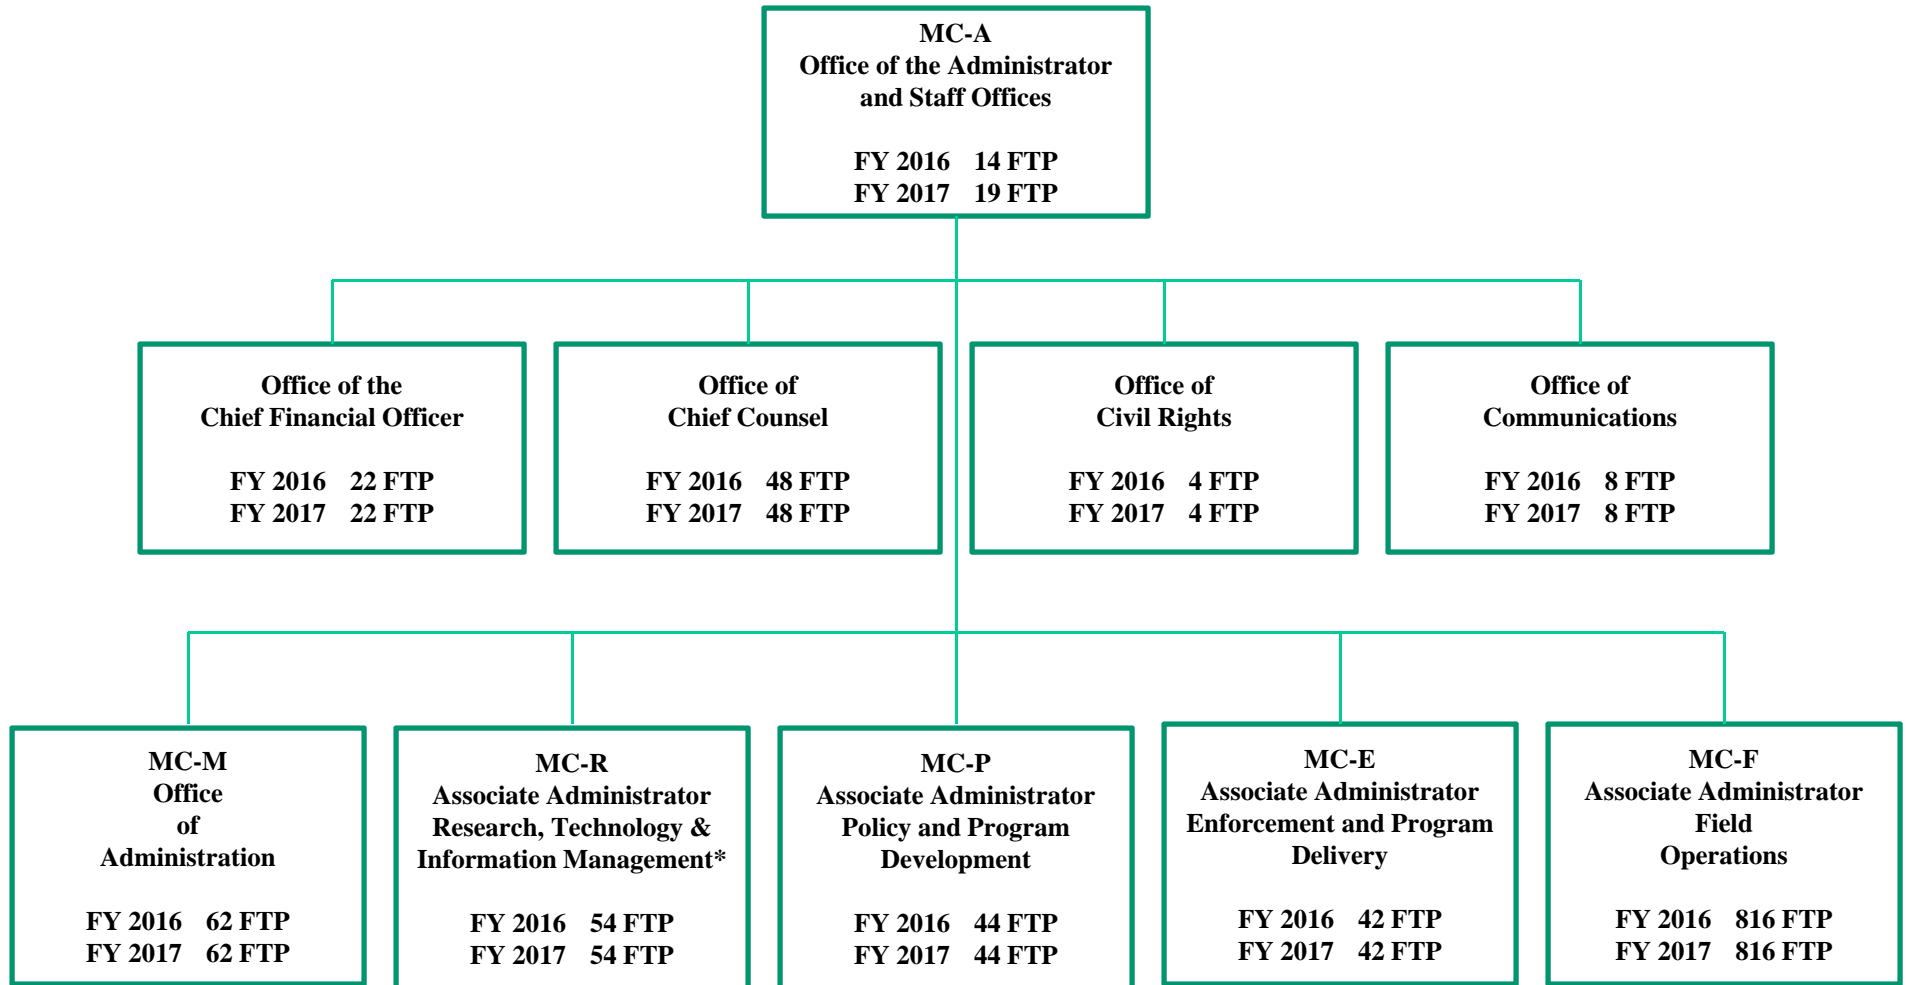 MC-A
Office of the Administrator
and Staff Offices
FY 2016 14 FTP
FY 2017 19 FTP
Office of the
Chief Financial Officer
FY 2016 22 FTP
FY 2017 22 FTP
Office of
Chief Counsel
FY 2016 48 FTP
FY 2017 48 FTP
Office of
Civil Rights
FY 2016 4 FTP
FY 2017 4 FTP
Office of
Communications
FY 2016 8 FTP
FY 2017 8 FTP
MC-M
Office
of
Administration
FY 2016 62 FTP
FY 2017 62 FTP
MC-R
Associate Administrator
Research, Technology &
Information Management*
FY 2016 54 FTP
FY 2017 54 FTP
MC-P
Associate Administrator
Policy and Program
Development
FY 2016 44 FTP
FY 2017 44 FTP
MC-E
Associate Administrator
Enforcement and Program
Delivery
FY 2016 42 FTP
FY 2017 42 FTP
MC-F
Associate Administrator
Field
Operations
FY 2016 816 FTP
FY 2017 816 FTP